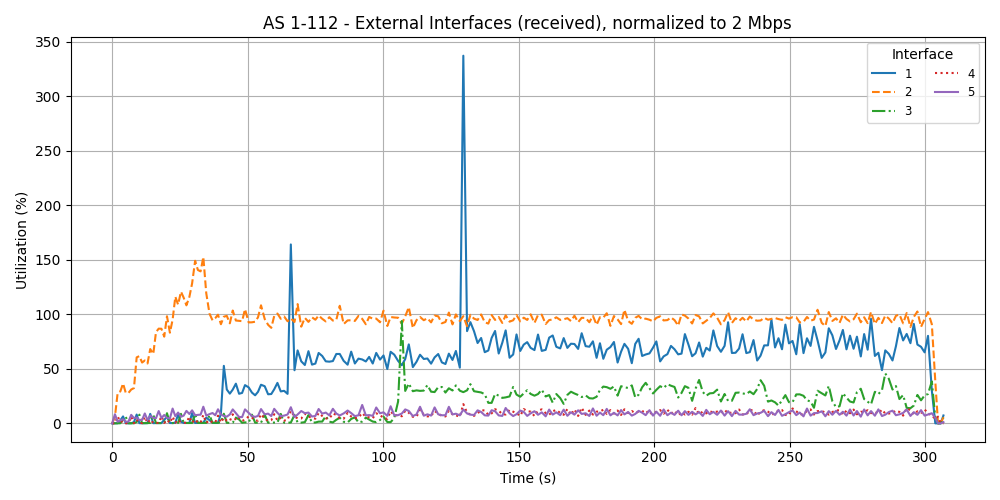 AS 1-112 - External Interfaces (received), normalized to 2 Mbps
Utilization (%)
350
300
250
200
150
100
50
0
0 50 100 150 200 250 300
Time (s)
Interface
1 4
2 5
3